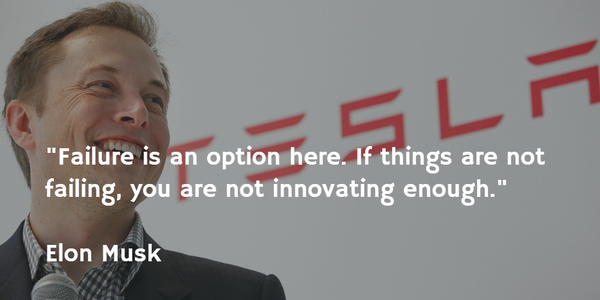 TESLA
"Failure is an option here. If things are not
failing, you are not innovating enough."
Elon Musk